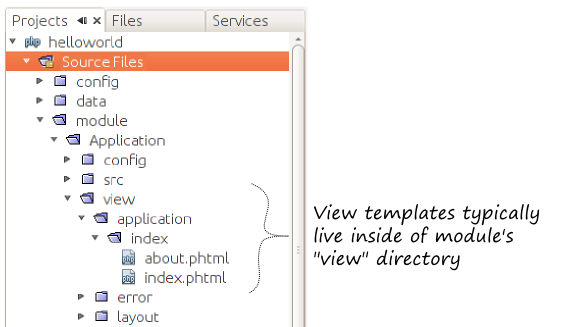 Projects Files Services
helloworld
Source Files
config
data
module
Application
config
src
view
application
index
about.phtml
index.phtml
error
layout
View templates typically
live inside of module's
"view" directory